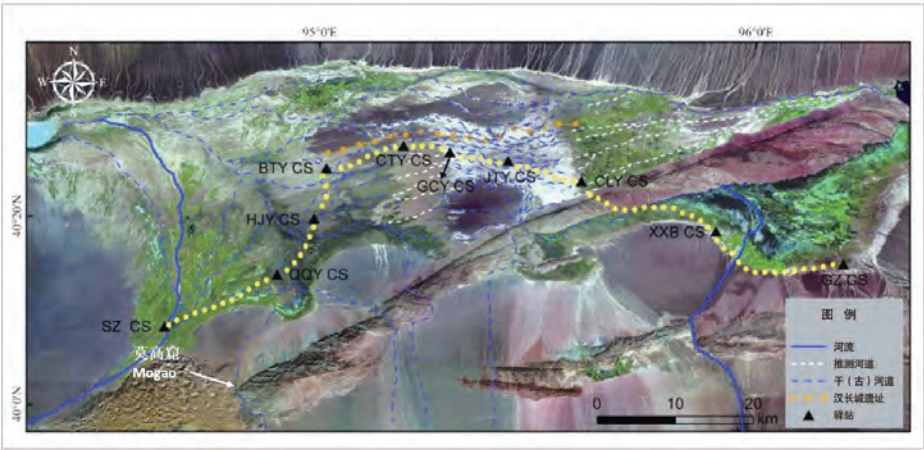 95°0′E
96°0′E
N
W
E
S
BTY CS
CTY CS
GCY CS
JTY CS
CLY CS
40°20′N
HJY CS
XXB CS
QQY CS
GZ CS
SZ CS
莫高窟
Mogao
40°0′N
图 例
河流
推测河道
干（古）河道
汉长城遗址
驿站
0
10
20
km